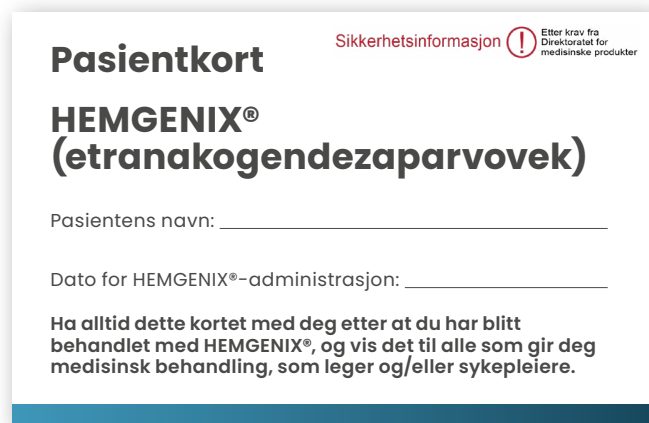 Pasientkort
Sikkerhetsinformasjon
Etter krav fra
Direktoratet for
medisinske produkter
HEMGENIX®
(etranakogendezaparvovek)
Pasientens navn:
Dato for HEMGENIX®-administrasjon:
Ha alltid dette kortet med deg etter at du har blitt
behandlet med HEMGENIX®, og vis det til alle som gir deg
medisinsk behandling, som leger og/eller sykepleiere.